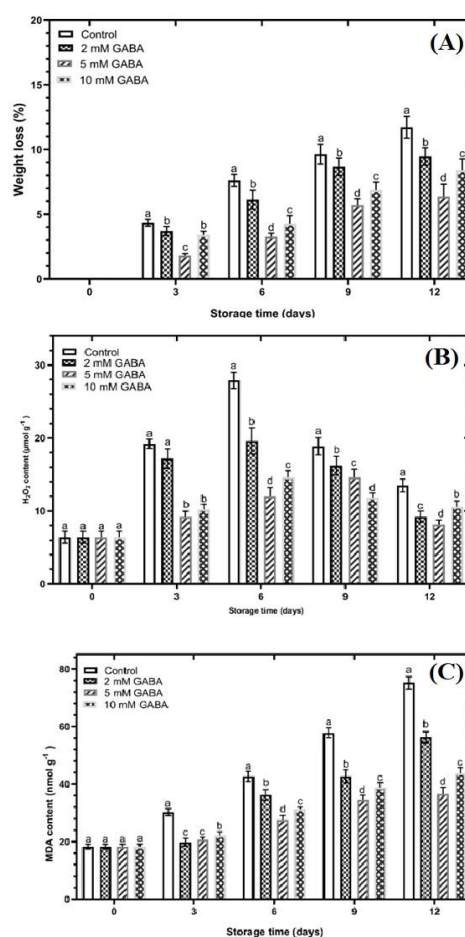 (A)
Control
2 mM GABA
5 mM GABA
10 mM GABA
Weight loss (%)
20
15
10
5
0
a b c b
a b d c
a b d c
a b d c
0 3 6 9 12
Storage time (days)
(B)
Control
2 mM GABA
5 mM GABA
10 mM GABA
H₂O₂ content (µmol g⁻¹)
30
20
10
0
a a a a
a a b b
a b d c
a b c d
a c d b
0 3 6 9 12
Storage time (days)
(C)
Control
2 mM GABA
5 mM GABA
10 mM GABA
MDA content (nmol g⁻¹)
80
60
40
20
0
a a a a
a c c b
a b d c
a b d c
a b d c
0 3 6 9 12
Storage time (days)